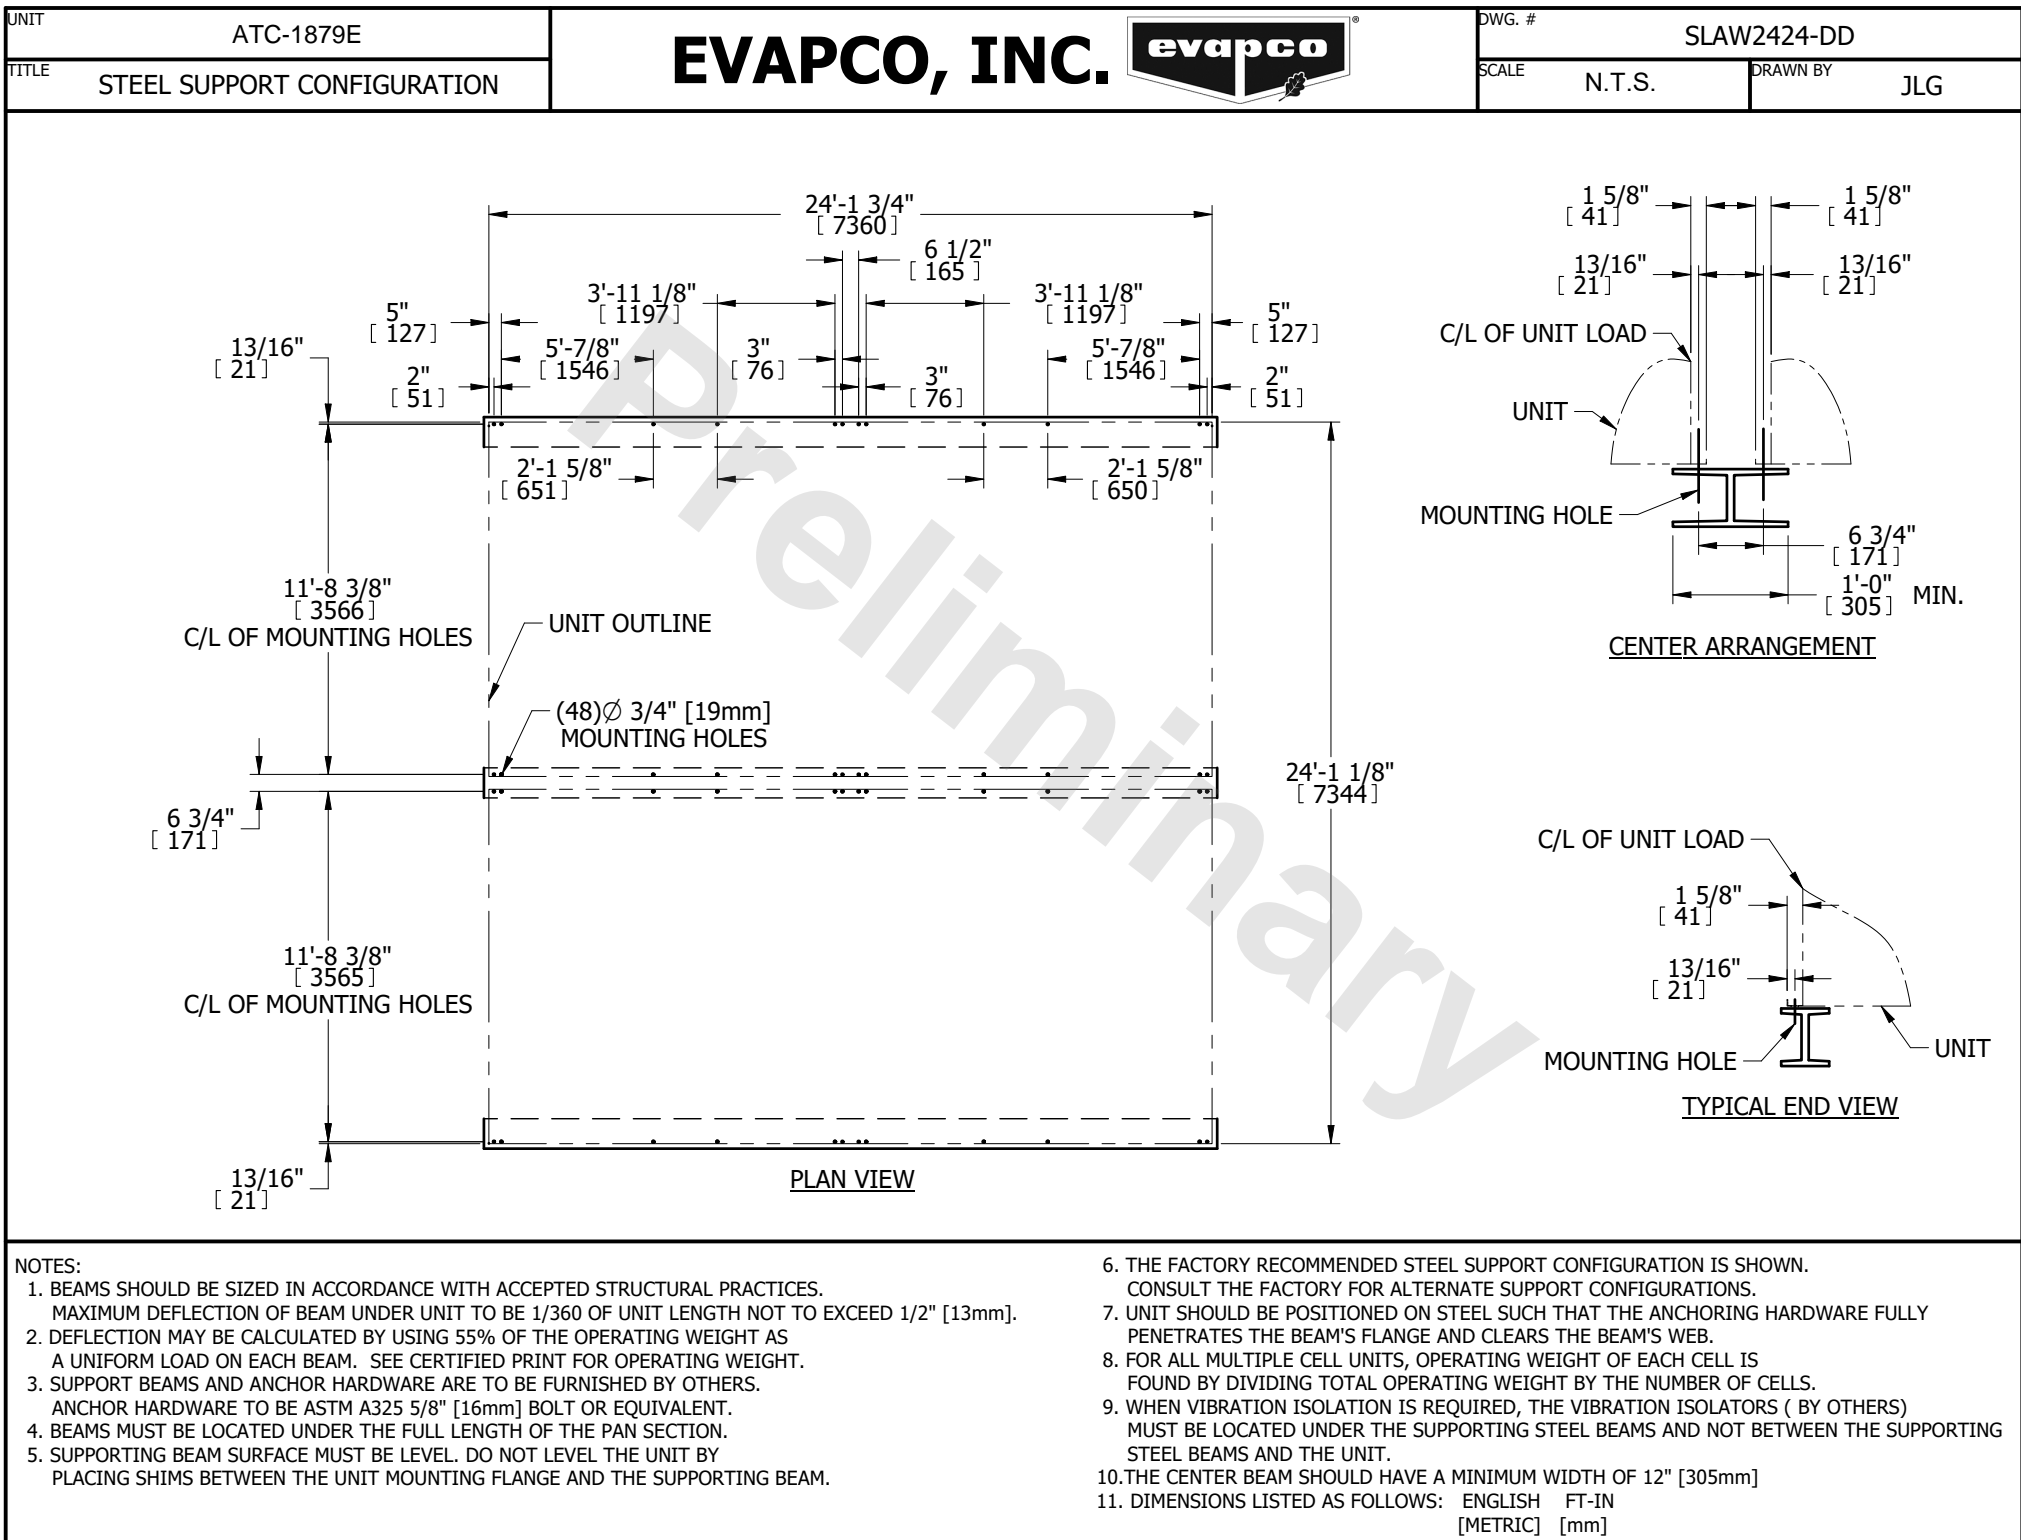 UNIT
ATC-1879E
TITLE
STEEL SUPPORT CONFIGURATION
EVAPCO, INC.
evapco
®
DWG. #
SLAW2424-DD
SCALE
N.T.S.
DRAWN BY
JLG
24'-1 3/4"
[ 7360 ]
6 1/2"
[ 165 ]
3'-11 1/8"
[ 1197 ]
3'-11 1/8"
[ 1197 ]
5"
[ 127 ]
5"
[ 127 ]
13/16"
[ 21 ]
5'-7/8"
[ 1546 ]
3"
[ 76 ]
5'-7/8"
[ 1546 ]
2"
[ 51 ]
3"
[ 76 ]
2"
[ 51 ]
2'-1 5/8"
[ 651 ]
2'-1 5/8"
[ 650 ]
11'-8 3/8"
[ 3566 ]
C/L OF MOUNTING HOLES
UNIT OUTLINE
(48)∅ 3/4" [19mm]
MOUNTING HOLES
6 3/4"
[ 171 ]
24'-1 1/8"
[ 7344 ]
11'-8 3/8"
[ 3565 ]
C/L OF MOUNTING HOLES
13/16"
[ 21 ]
PLAN VIEW
Preliminary
1 5/8"
[ 41 ]
1 5/8"
[ 41 ]
13/16"
[ 21 ]
13/16"
[ 21 ]
C/L OF UNIT LOAD
UNIT
MOUNTING HOLE
6 3/4"
[ 171 ]
1'-0"
[ 305 ] MIN.
CENTER ARRANGEMENT
C/L OF UNIT LOAD
1 5/8"
[ 41 ]
13/16"
[ 21 ]
MOUNTING HOLE
UNIT
TYPICAL END VIEW
NOTES:
1. BEAMS SHOULD BE SIZED IN ACCORDANCE WITH ACCEPTED STRUCTURAL PRACTICES.
MAXIMUM DEFLECTION OF BEAM UNDER UNIT TO BE 1/360 OF UNIT LENGTH NOT TO EXCEED 1/2" [13mm].
2. DEFLECTION MAY BE CALCULATED BY USING 55% OF THE OPERATING WEIGHT AS
A UNIFORM LOAD ON EACH BEAM. SEE CERTIFIED PRINT FOR OPERATING WEIGHT.
3. SUPPORT BEAMS AND ANCHOR HARDWARE ARE TO BE FURNISHED BY OTHERS.
ANCHOR HARDWARE TO BE ASTM A325 5/8" [16mm] BOLT OR EQUIVALENT.
4. BEAMS MUST BE LOCATED UNDER THE FULL LENGTH OF THE PAN SECTION.
5. SUPPORTING BEAM SURFACE MUST BE LEVEL. DO NOT LEVEL THE UNIT BY
PLACING SHIMS BETWEEN THE UNIT MOUNTING FLANGE AND THE SUPPORTING BEAM.
6. THE FACTORY RECOMMENDED STEEL SUPPORT CONFIGURATION IS SHOWN.
CONSULT THE FACTORY FOR ALTERNATE SUPPORT CONFIGURATIONS.
7. UNIT SHOULD BE POSITIONED ON STEEL SUCH THAT THE ANCHORING HARDWARE FULLY
PENETRATES THE BEAM'S FLANGE AND CLEARS THE BEAM'S WEB.
8. FOR ALL MULTIPLE CELL UNITS, OPERATING WEIGHT OF EACH CELL IS
FOUND BY DIVIDING TOTAL OPERATING WEIGHT BY THE NUMBER OF CELLS.
9. WHEN VIBRATION ISOLATION IS REQUIRED, THE VIBRATION ISOLATORS ( BY OTHERS)
MUST BE LOCATED UNDER THE SUPPORTING STEEL BEAMS AND NOT BETWEEN THE SUPPORTING
STEEL BEAMS AND THE UNIT.
10.THE CENTER BEAM SHOULD HAVE A MINIMUM WIDTH OF 12" [305mm]
11. DIMENSIONS LISTED AS FOLLOWS: ENGLISH FT-IN
[METRIC] [mm]